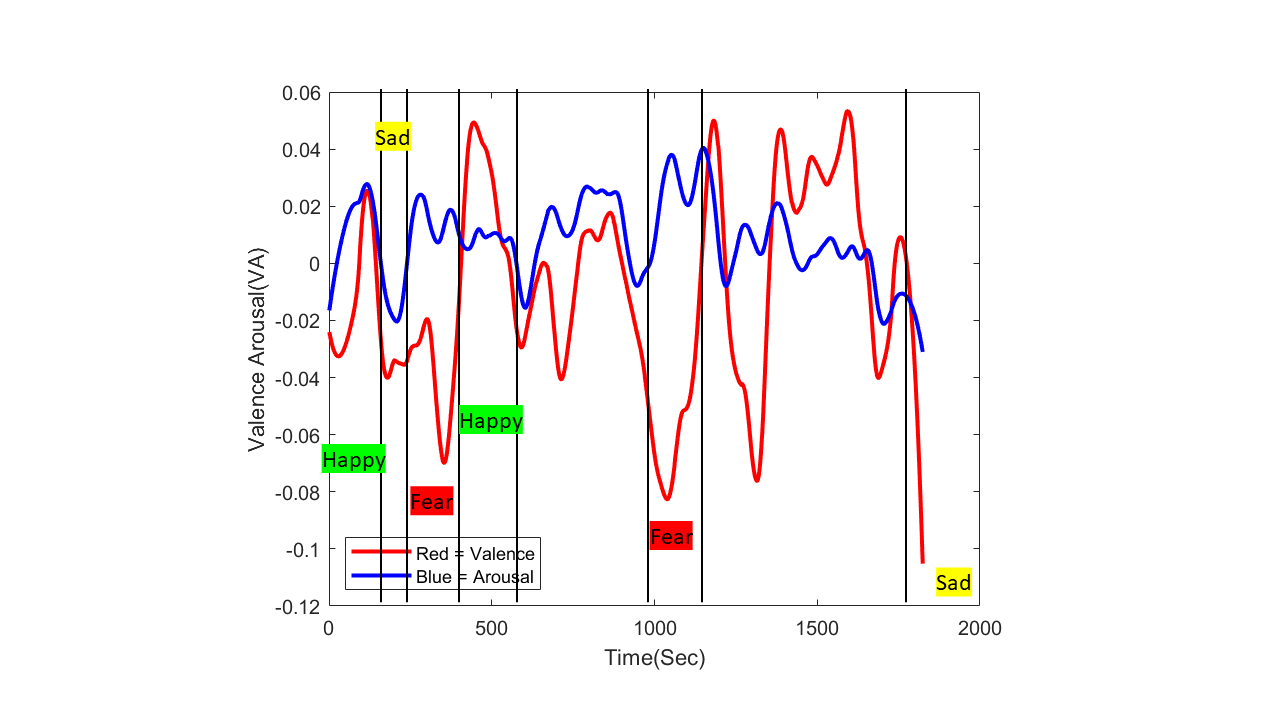 0.06
0.04
0.02
0
-0.02
-0.04
-0.06
-0.08
-0.1
-0.12
Valence Arousal(VA)
Sad
Happy
Happy
Fear
Fear
Sad
Red = Valence
Blue = Arousal
0 500 1000 1500 2000
Time(Sec)